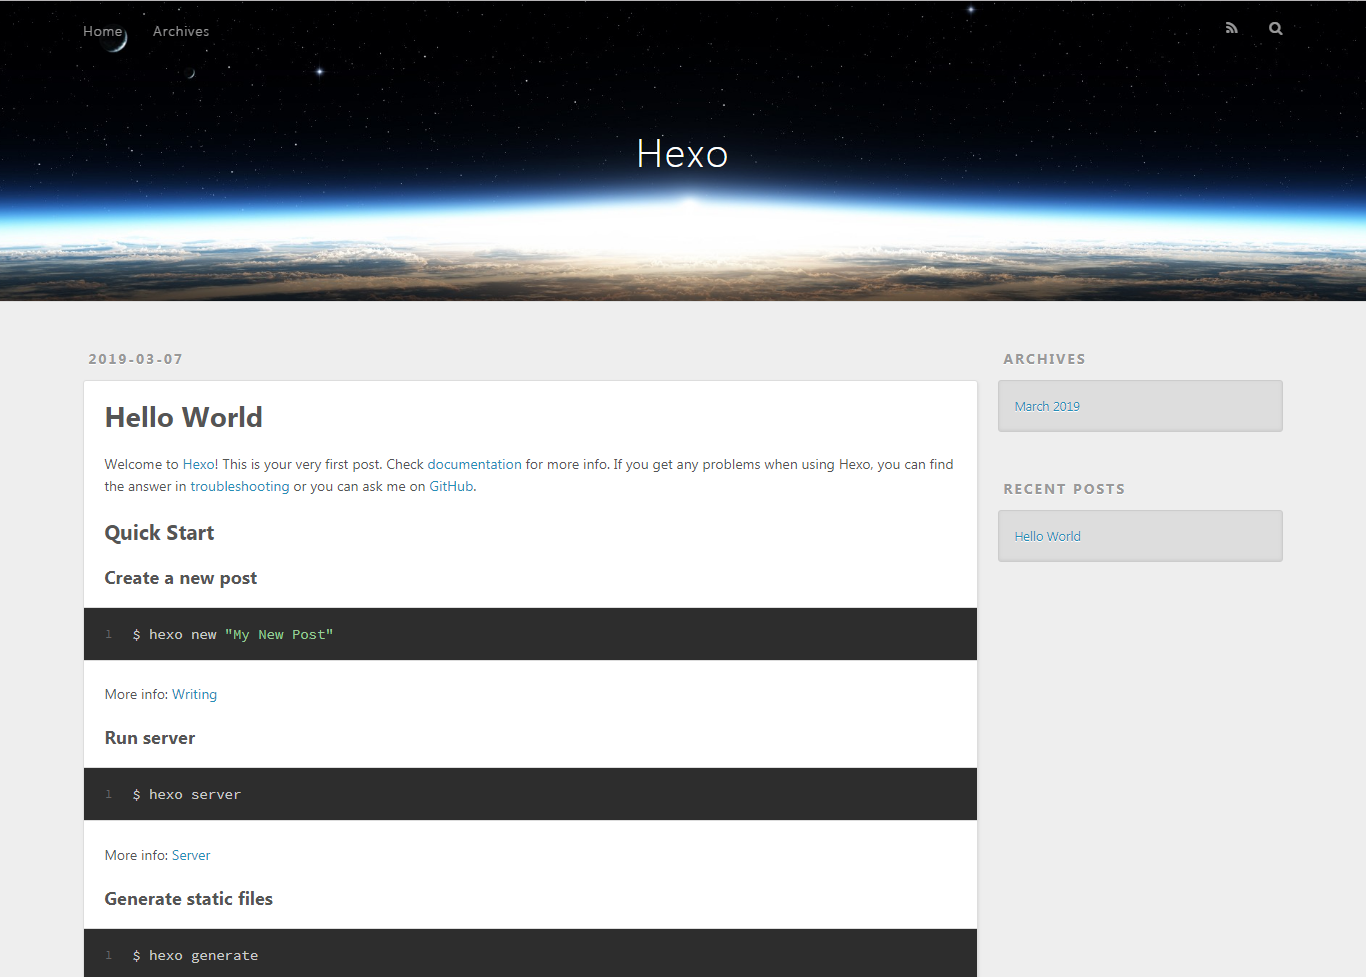 Home Archives
Hexo
2019-03-07
Hello World
Welcome to Hexo! This is your very first post. Check documentation for more info. If you get any problems when using Hexo, you can find
the answer in troubleshooting or you can ask me on GitHub.
Quick Start
Create a new post
1 $ hexo new "My New Post"
More info: Writing
Run server
1 $ hexo server
More info: Server
Generate static files
1 $ hexo generate
ARCHIVES
March 2019
RECENT POSTS
Hello World